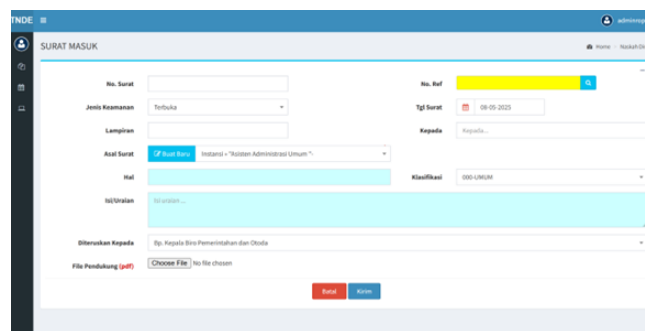 TNDE
SURAT MASUK
Home
No. Surat
No. Ref
Jenis Keamanan Terbuka
Tgl Surat 08-05-2025
Lampiran
Kepada Kepada...
Asal Surat Buat Baru Instansi - "Asisten Administrasi Umum "-
Hal
Klasifikasi 000-UMUM
Isi/Uraian Isi uraian ...
Diteruskan Kepada Bp. Kepala Biro Pemerintahan dan Otoda
File Pendukung (pdf) Choose File No file chosen
Batal Kirim